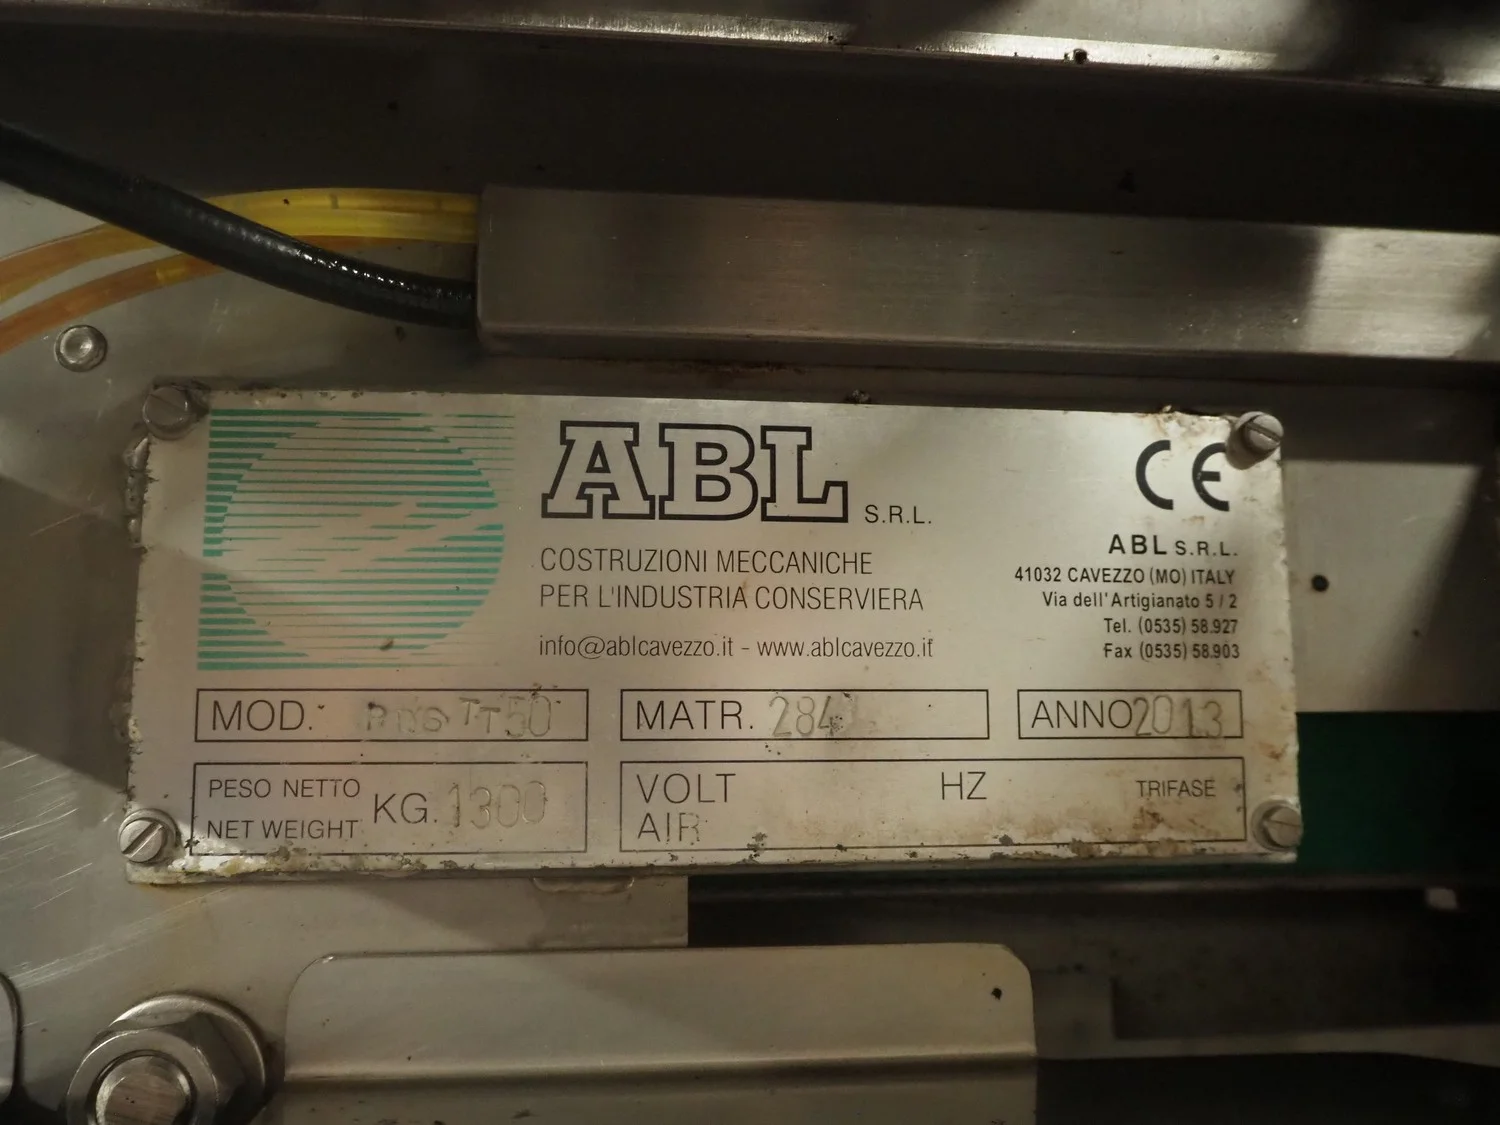 ABL S.R.L.
COSTRUZIONI MECCANICHE
PER L'INDUSTRIA CONSERVIERA
info@ablcavezzo.it - www.ablcavezzo.it
CE
ABL S.R.L.
41032 CAVEZZO (MO) ITALY
Via dell'Artigianato 5 / 2
Tel. (0535) 58.927
Fax (0535) 58.903
MOD.
MATR.
ANNO 2013
PESO NETTO
NET WEIGHT
KG. 1300
VOLT HZ TRIFASE
AIR